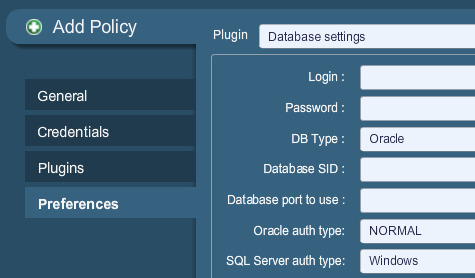 Add Policy
General
Credentials
Plugins
Preferences
Plugin Database settings
Login :
Password :
DB Type : Oracle
Database SID :
Database port to use :
Oracle auth type: NORMAL
SQL Server auth type: Windows